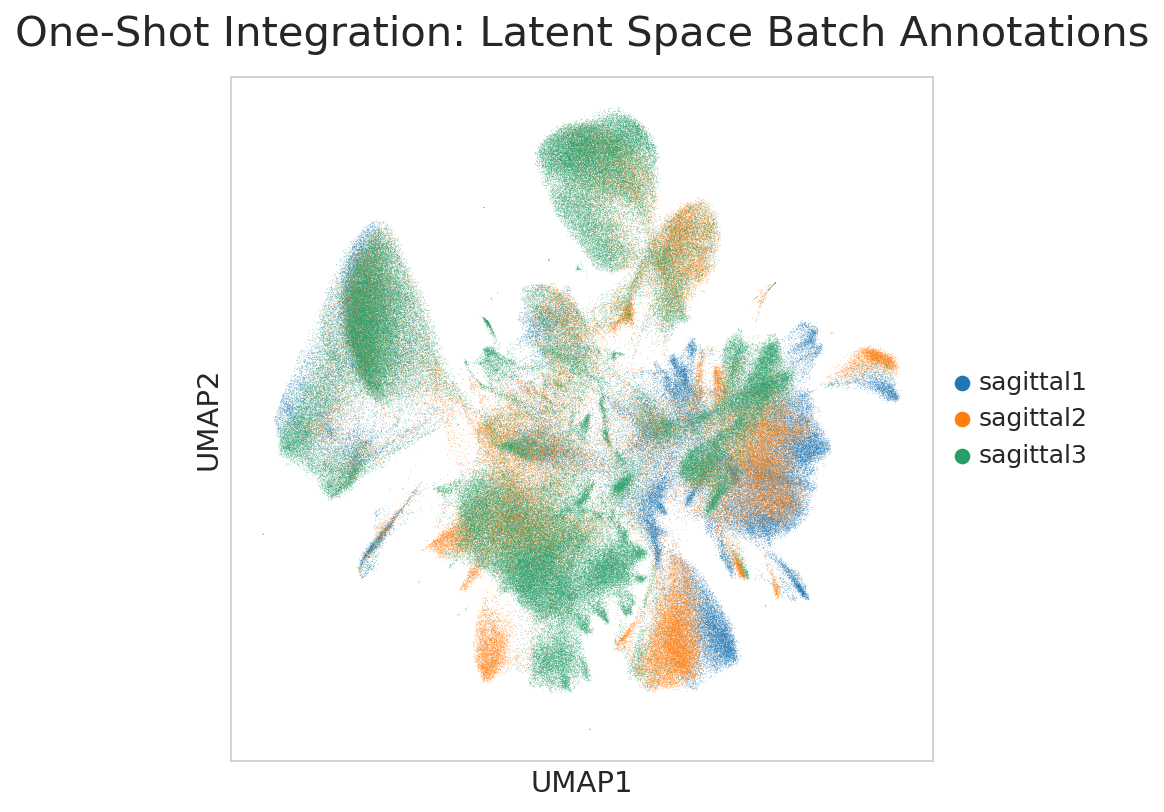 One-Shot Integration: Latent Space Batch Annotations
UMAP2
sagittal1
sagittal2
sagittal3
UMAP1